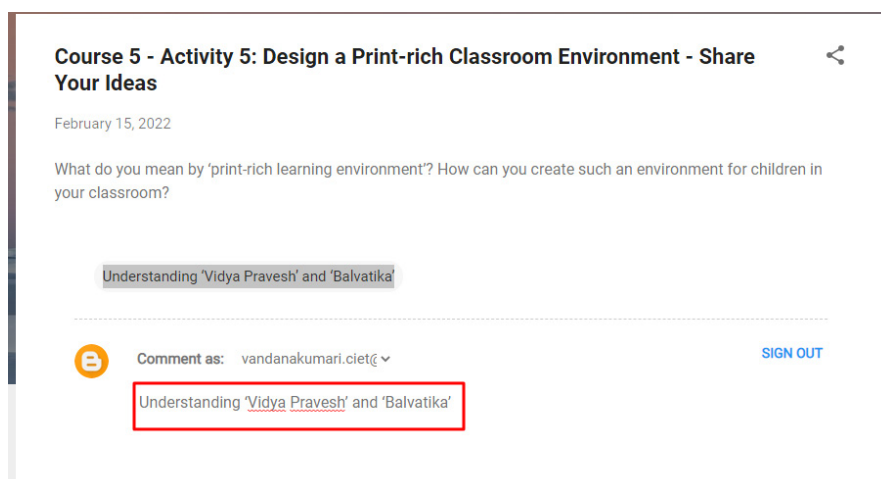 Course 5 - Activity 5: Design a Print-rich Classroom Environment - Share
Your Ideas
February 15, 2022
What do you mean by ‘print-rich learning environment’? How can you create such an environment for children in
your classroom?
Understanding ‘Vidya Pravesh’ and ‘Balvatika’
Comment as: vandanakumari.ciet@
SIGN OUT
Understanding ‘Vidya Pravesh’ and ‘Balvatika’